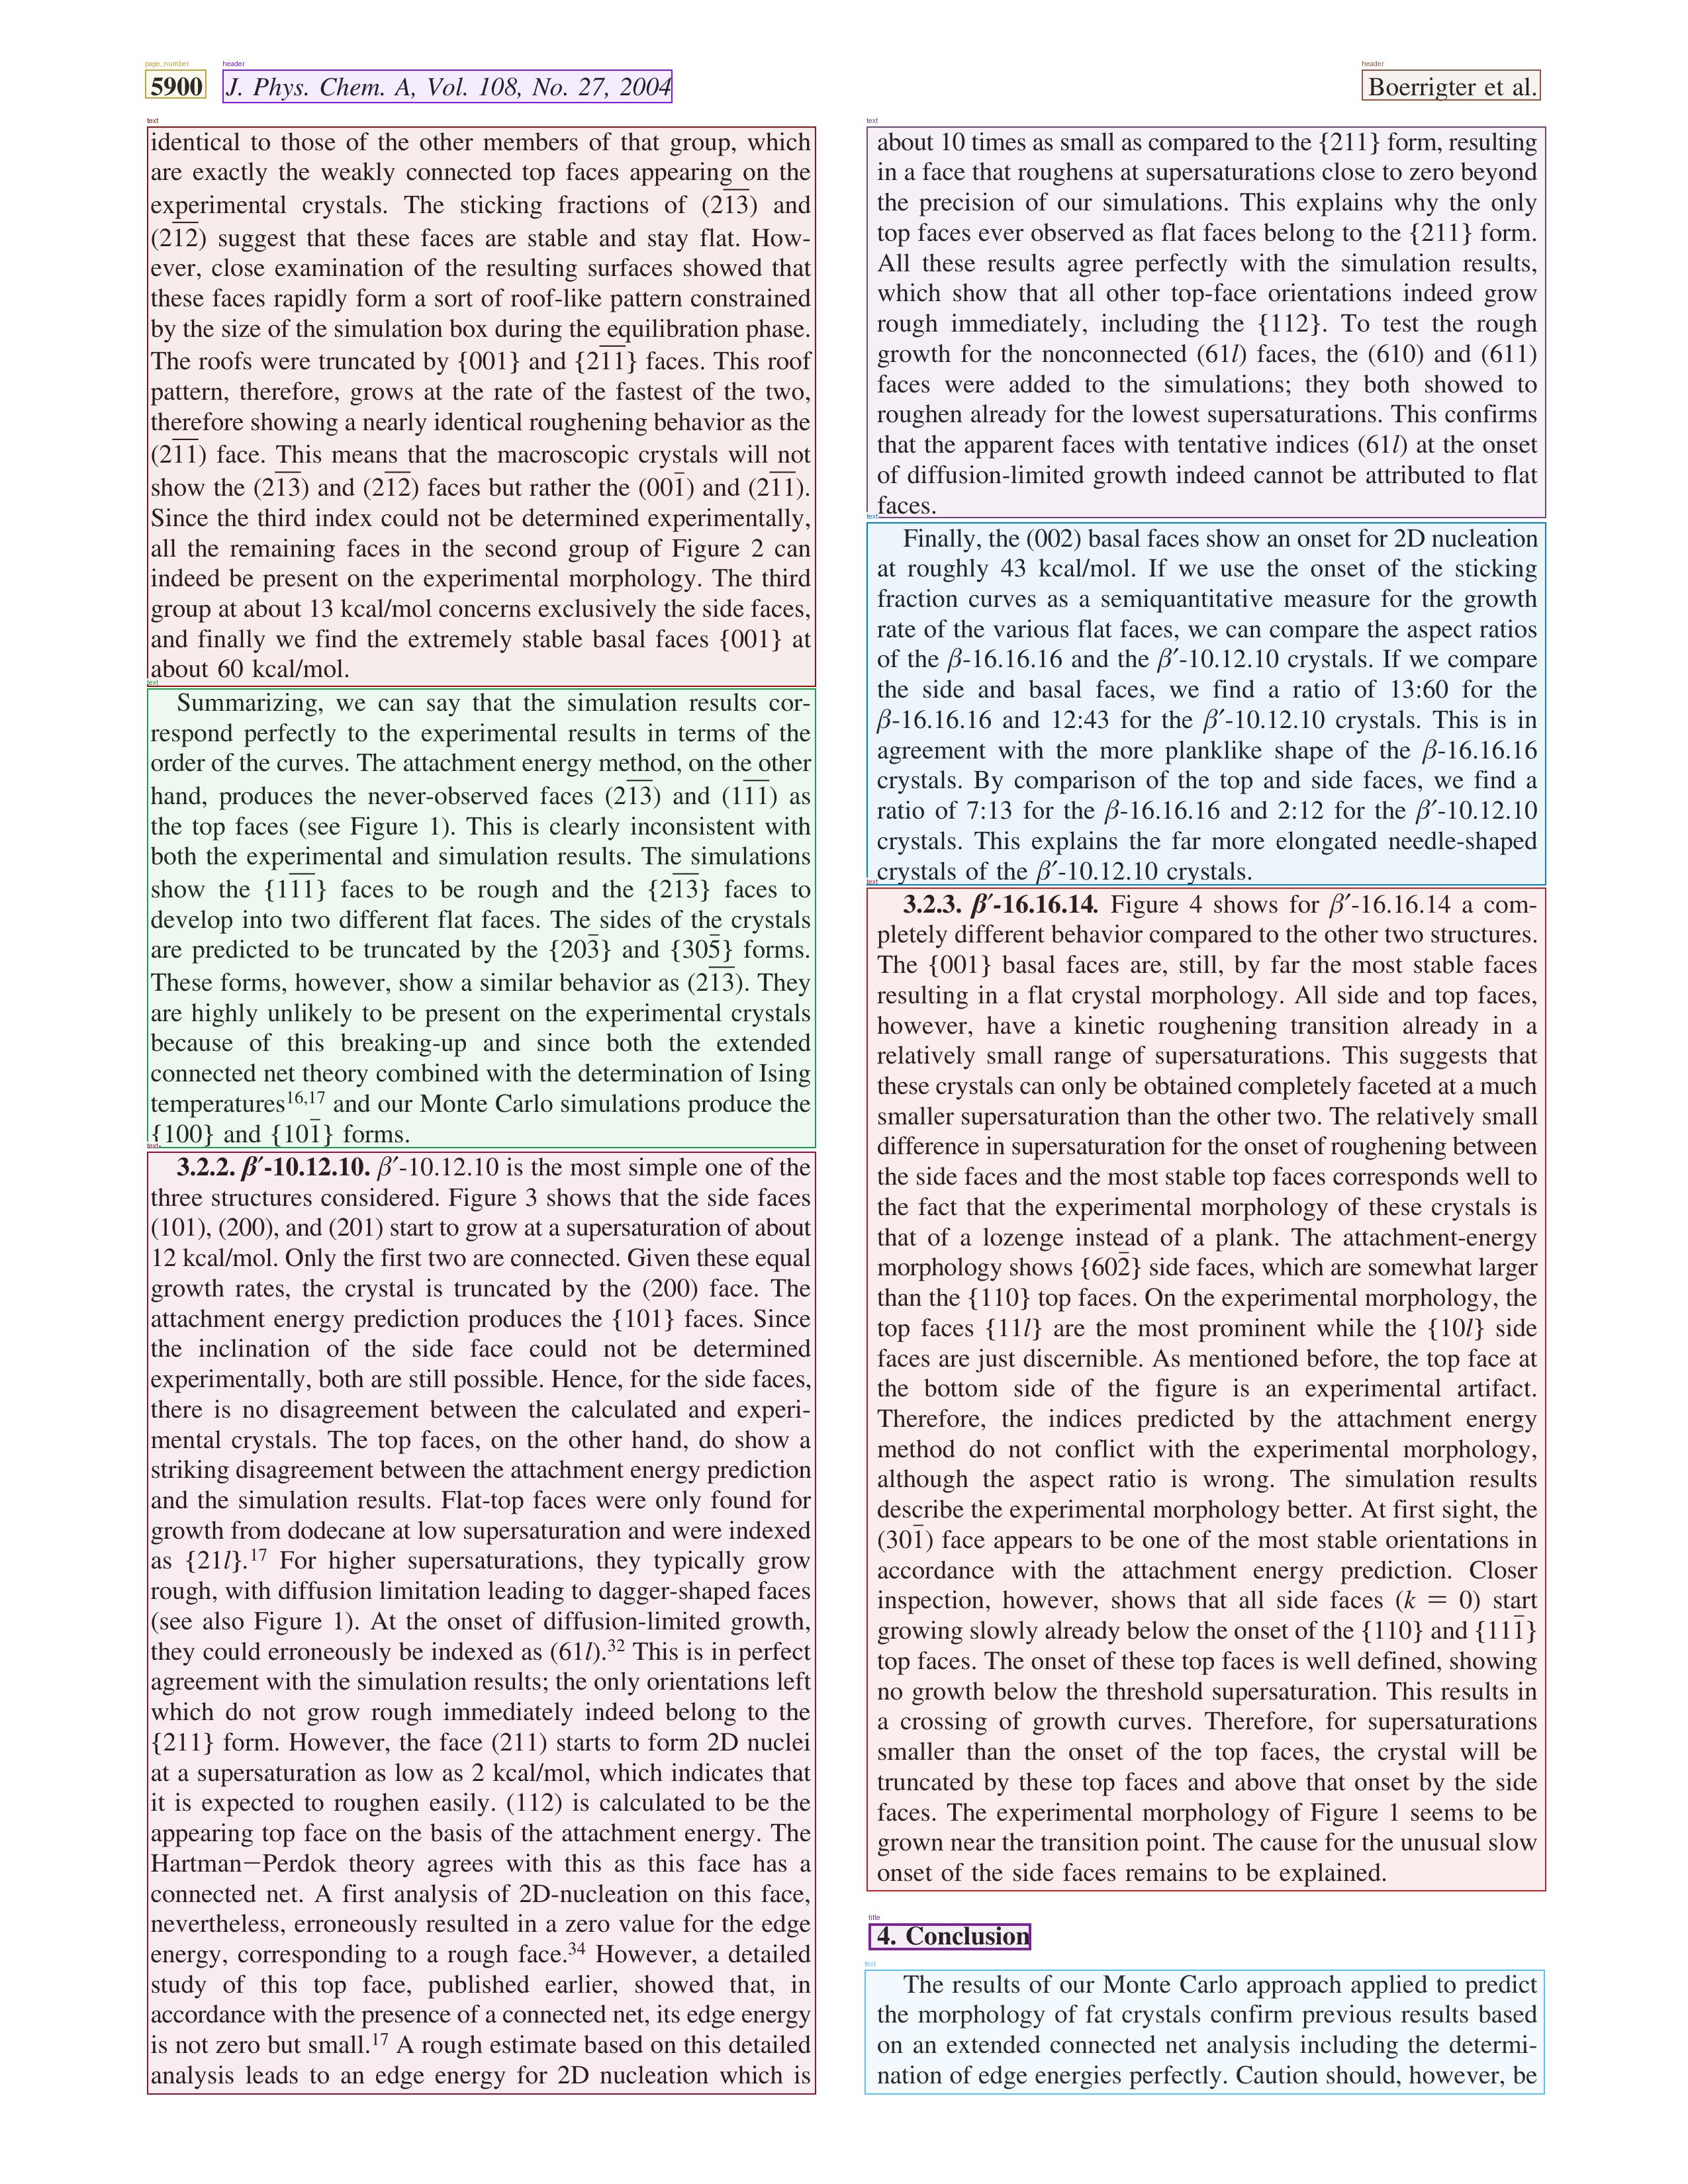 page_number
header
header
5900
J. Phys. Chem. A, Vol. 108, No. 27, 2004
Boerrigter et al.
text
identical to those of the other members of that group, which
are exactly the weakly connected top faces appearing on the
experimental crystals. The sticking fractions of (21̅3̅) and
(21̅2̅) suggest that these faces are stable and stay flat. How-
ever, close examination of the resulting surfaces showed that
these faces rapidly form a sort of roof-like pattern constrained
by the size of the simulation box during the equilibration phase.
The roofs were truncated by {001} and {21̅1̅} faces. This roof
pattern, therefore, grows at the rate of the fastest of the two,
therefore showing a nearly identical roughening behavior as the
(21̅1̅) face. This means that the macroscopic crystals will not
show the (21̅3̅) and (21̅2̅) faces but rather the (001̅) and (21̅1̅).
Since the third index could not be determined experimentally,
all the remaining faces in the second group of Figure 2 can
indeed be present on the experimental morphology. The third
group at about 13 kcal/mol concerns exclusively the side faces,
and finally we find the extremely stable basal faces {001} at
about 60 kcal/mol.
text
Summarizing, we can say that the simulation results cor-
respond perfectly to the experimental results in terms of the
order of the curves. The attachment energy method, on the other
hand, produces the never-observed faces (21̅3̅) and (11̅1̅) as
the top faces (see Figure 1). This is clearly inconsistent with
both the experimental and simulation results. The simulations
show the {11̅1̅} faces to be rough and the {21̅3̅} faces to
develop into two different flat faces. The sides of the crystals
are predicted to be truncated by the {203̅} and {305̅} forms.
These forms, however, show a similar behavior as (21̅3̅). They
are highly unlikely to be present on the experimental crystals
because of this breaking-up and since both the extended
connected net theory combined with the determination of Ising
temperatures¹⁶,¹⁷ and our Monte Carlo simulations produce the
{100} and {101̅} forms.
text
3.2.2. β′-10.12.10. β′-10.12.10 is the most simple one of the
three structures considered. Figure 3 shows that the side faces
(101), (200), and (201) start to grow at a supersaturation of about
12 kcal/mol. Only the first two are connected. Given these equal
growth rates, the crystal is truncated by the (200) face. The
attachment energy prediction produces the {101} faces. Since
the inclination of the side face could not be determined
experimentally, both are still possible. Hence, for the side faces,
there is no disagreement between the calculated and experi-
mental crystals. The top faces, on the other hand, do show a
striking disagreement between the attachment energy prediction
and the simulation results. Flat-top faces were only found for
growth from dodecane at low supersaturation and were indexed
as {21l}.¹⁷ For higher supersaturations, they typically grow
rough, with diffusion limitation leading to dagger-shaped faces
(see also Figure 1). At the onset of diffusion-limited growth,
they could erroneously be indexed as (61l).³² This is in perfect
agreement with the simulation results; the only orientations left
which do not grow rough immediately indeed belong to the
{211} form. However, the face (211) starts to form 2D nuclei
at a supersaturation as low as 2 kcal/mol, which indicates that
it is expected to roughen easily. (112) is calculated to be the
appearing top face on the basis of the attachment energy. The
Hartman−Perdok theory agrees with this as this face has a
connected net. A first analysis of 2D-nucleation on this face,
nevertheless, erroneously resulted in a zero value for the edge
energy, corresponding to a rough face.³⁴ However, a detailed
study of this top face, published earlier, showed that, in
accordance with the presence of a connected net, its edge energy
is not zero but small.¹⁷ A rough estimate based on this detailed
analysis leads to an edge energy for 2D nucleation which is
text
about 10 times as small as compared to the {211} form, resulting
in a face that roughens at supersaturations close to zero beyond
the precision of our simulations. This explains why the only
top faces ever observed as flat faces belong to the {211} form.
All these results agree perfectly with the simulation results,
which show that all other top-face orientations indeed grow
rough immediately, including the {112}. To test the rough
growth for the nonconnected (61l) faces, the (610) and (611)
faces were added to the simulations; they both showed to
roughen already for the lowest supersaturations. This confirms
that the apparent faces with tentative indices (61l) at the onset
of diffusion-limited growth indeed cannot be attributed to flat
faces.
text
Finally, the (002) basal faces show an onset for 2D nucleation
at roughly 43 kcal/mol. If we use the onset of the sticking
fraction curves as a semiquantitative measure for the growth
rate of the various flat faces, we can compare the aspect ratios
of the β-16.16.16 and the β′-10.12.10 crystals. If we compare
the side and basal faces, we find a ratio of 13:60 for the
β-16.16.16 and 12:43 for the β′-10.12.10 crystals. This is in
agreement with the more planklike shape of the β-16.16.16
crystals. By comparison of the top and side faces, we find a
ratio of 7:13 for the β-16.16.16 and 2:12 for the β′-10.12.10
crystals. This explains the far more elongated needle-shaped
crystals of the β′-10.12.10 crystals.
text
3.2.3. β′-16.16.14. Figure 4 shows for β′-16.16.14 a com-
pletely different behavior compared to the other two structures.
The {001} basal faces are, still, by far the most stable faces
resulting in a flat crystal morphology. All side and top faces,
however, have a kinetic roughening transition already in a
relatively small range of supersaturations. This suggests that
these crystals can only be obtained completely faceted at a much
smaller supersaturation than the other two. The relatively small
difference in supersaturation for the onset of roughening between
the side faces and the most stable top faces corresponds well to
the fact that the experimental morphology of these crystals is
that of a lozenge instead of a plank. The attachment-energy
morphology shows {602̅} side faces, which are somewhat larger
than the {110} top faces. On the experimental morphology, the
top faces {11l} are the most prominent while the {10l} side
faces are just discernible. As mentioned before, the top face at
the bottom side of the figure is an experimental artifact.
Therefore, the indices predicted by the attachment energy
method do not conflict with the experimental morphology,
although the aspect ratio is wrong. The simulation results
describe the experimental morphology better. At first sight, the
(301̅) face appears to be one of the most stable orientations in
accordance with the attachment energy prediction. Closer
inspection, however, shows that all side faces (k = 0) start
growing slowly already below the onset of the {110} and {111̅}
top faces. The onset of these top faces is well defined, showing
no growth below the threshold supersaturation. This results in
a crossing of growth curves. Therefore, for supersaturations
smaller than the onset of the top faces, the crystal will be
truncated by these top faces and above that onset by the side
faces. The experimental morphology of Figure 1 seems to be
grown near the transition point. The cause for the unusual slow
onset of the side faces remains to be explained.
title
4. Conclusion
text
The results of our Monte Carlo approach applied to predict
the morphology of fat crystals confirm previous results based
on an extended connected net analysis including the determi-
nation of edge energies perfectly. Caution should, however, be